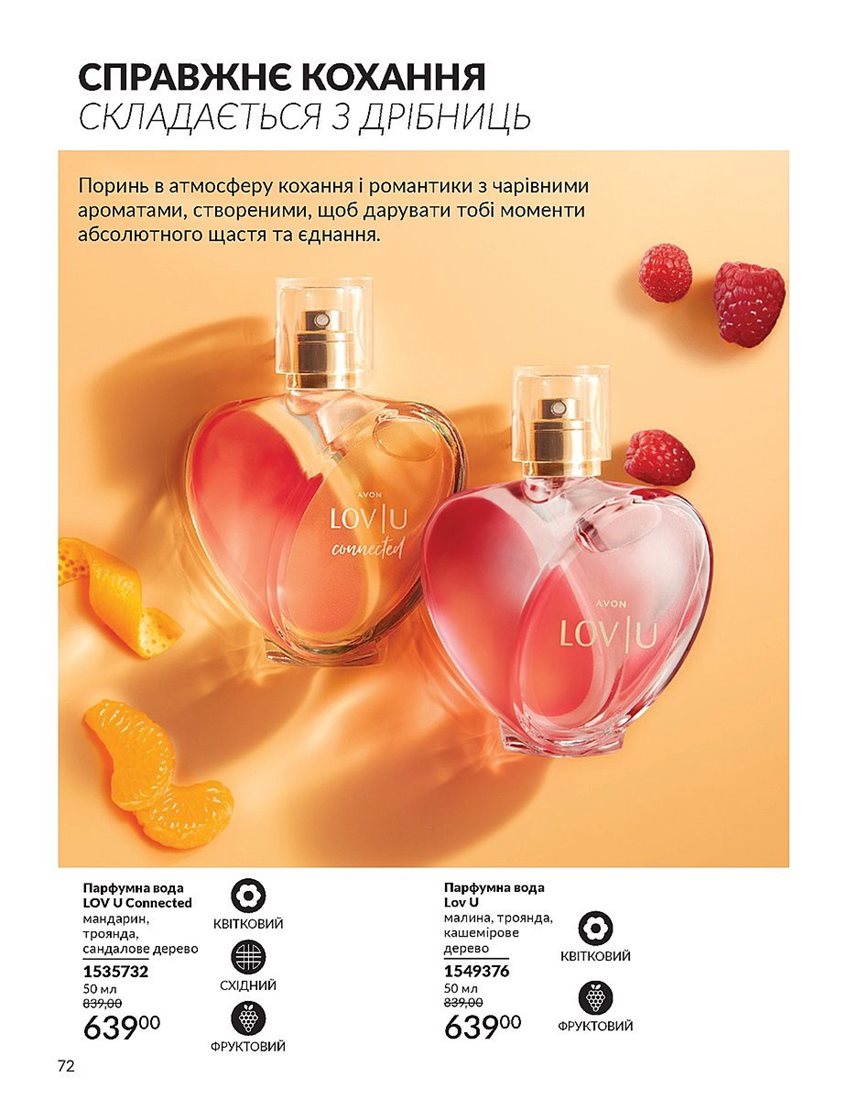 СПРАВЖНЄ КОХАННЯ
СКЛАДАЄТЬСЯ З ДРІБНИЦЬ
Поринь в атмосферу кохання і романтики з чарівними
ароматами, створеними, щоб дарувати тобі моменти
абсолютного щастя та єднання.
AVON
LOV|U
connected
AVON
LOV|U
Парфумна вода
LOV U Connected
мандарин,
троянда,
сандалове дерево
1535732
50 мл
839,00
63900
КВІТКОВИЙ
СХІДНИЙ
ФРУКТОВИЙ
Парфумна вода
Lov U
малина, троянда,
кашемірове
дерево
1549376
50 мл
839,00
63900
КВІТКОВИЙ
ФРУКТОВИЙ
72